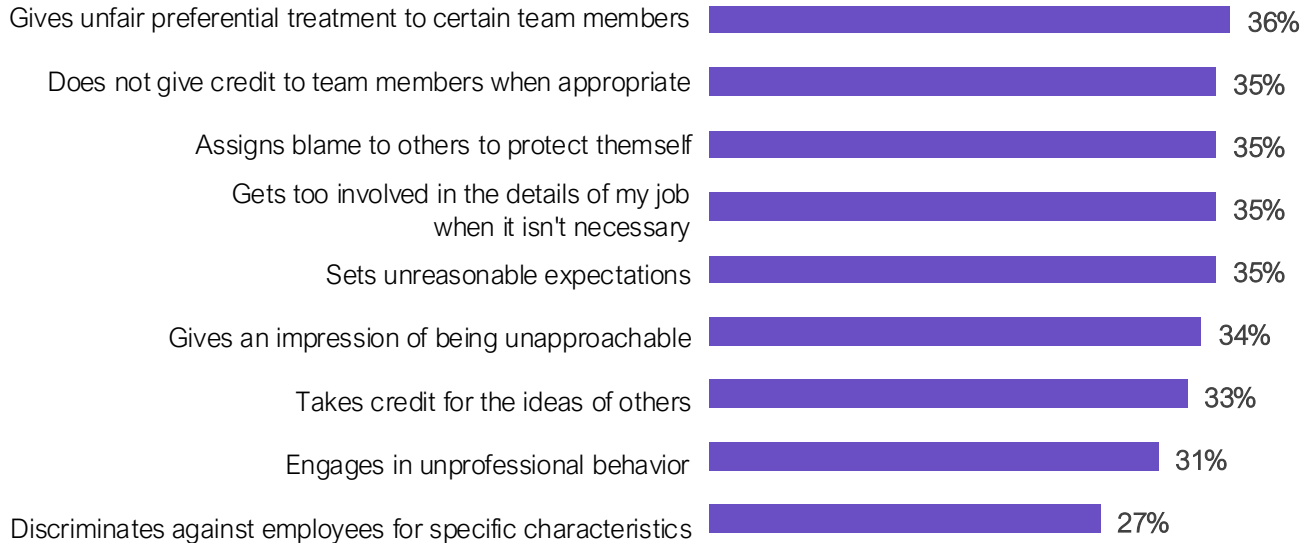 Gives unfair preferential treatment to certain team members 36%
Does not give credit to team members when appropriate 35%
Assigns blame to others to protect themself 35%
Gets too involved in the details of my job
when it isn't necessary 35%
Sets unreasonable expectations 35%
Gives an impression of being unapproachable 34%
Takes credit for the ideas of others 33%
Engages in unprofessional behavior 31%
Discriminates against employees for specific characteristics 27%